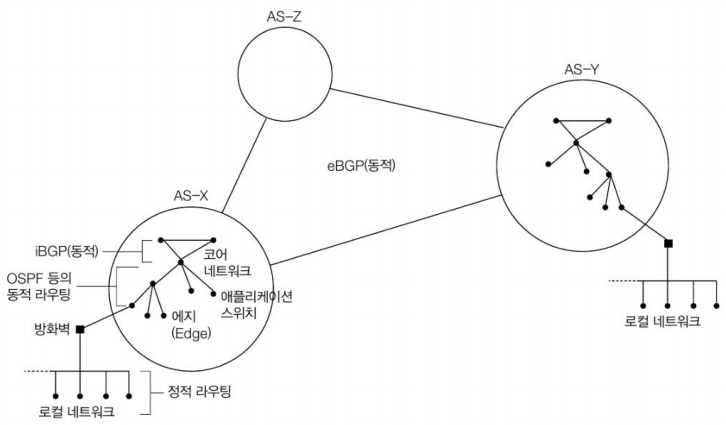 AS-Z
AS-Y
eBGP(동적)
AS-X
iBGP(동적)
코어
네트워크
OSPF 등의
동적 라우팅
애플리케이션
스위치
에지
(Edge)
방화벽
로컬 네트워크
정적 라우팅
로컬 네트워크